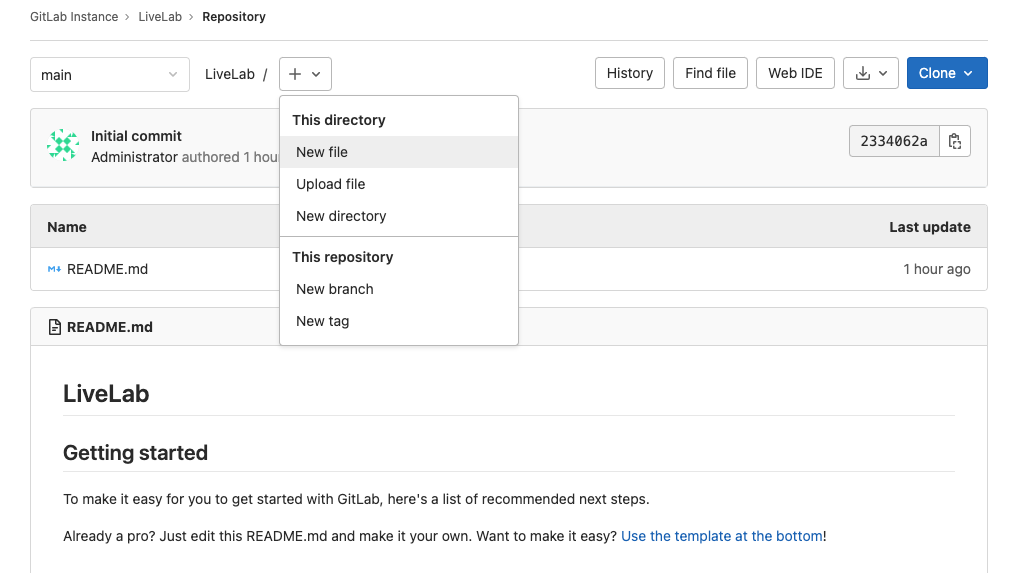 GitLab Instance › LiveLab › Repository
main LiveLab / + History Find file Web IDE Clone
This directory
Initial commit
New file
2334062a
Administrator authored 1 hou
Upload file
New directory
Name Last update
This repository
README.md 1 hour ago
New branch
New tag
README.md
LiveLab
Getting started
To make it easy for you to get started with GitLab, here's a list of recommended next steps.
Already a pro? Just edit this README.md and make it your own. Want to make it easy? Use the template at the bottom!